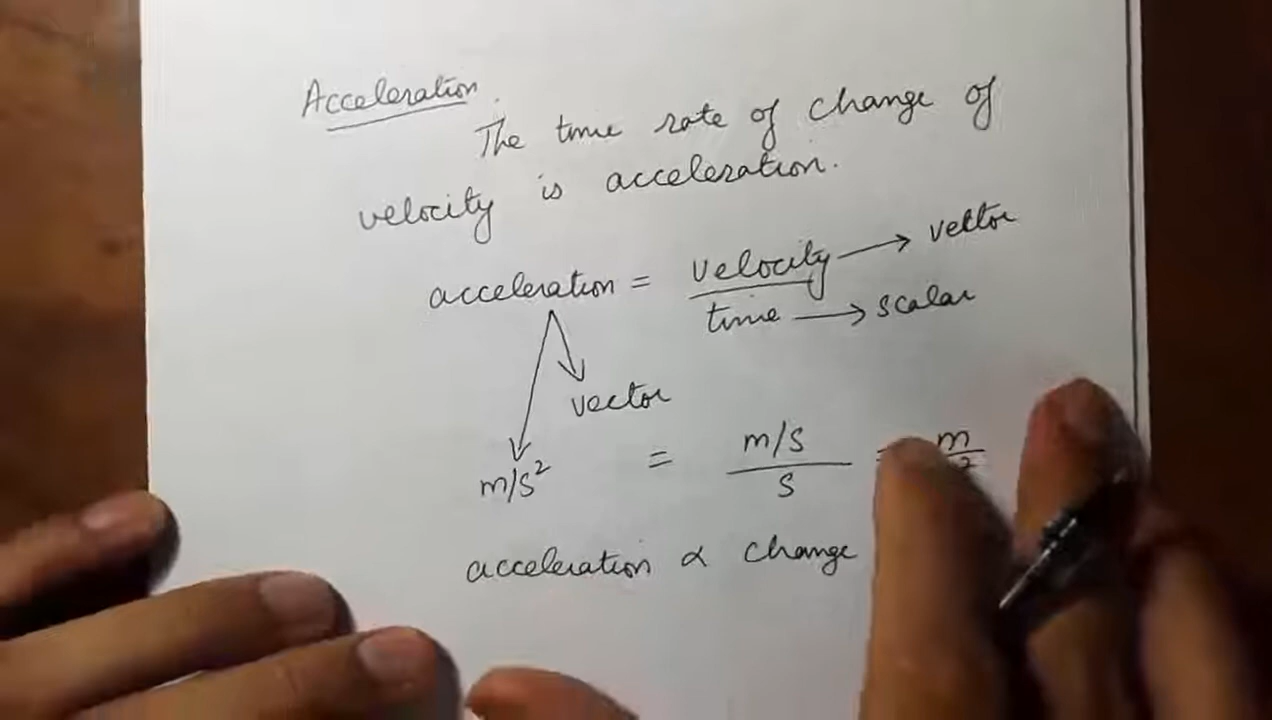 Acceleration.
The time rate of change of
velocity is acceleration.
acceleration = velocity → vector
time → scalar
vector
m/s² = m/s = m
s
acceleration ∝ change